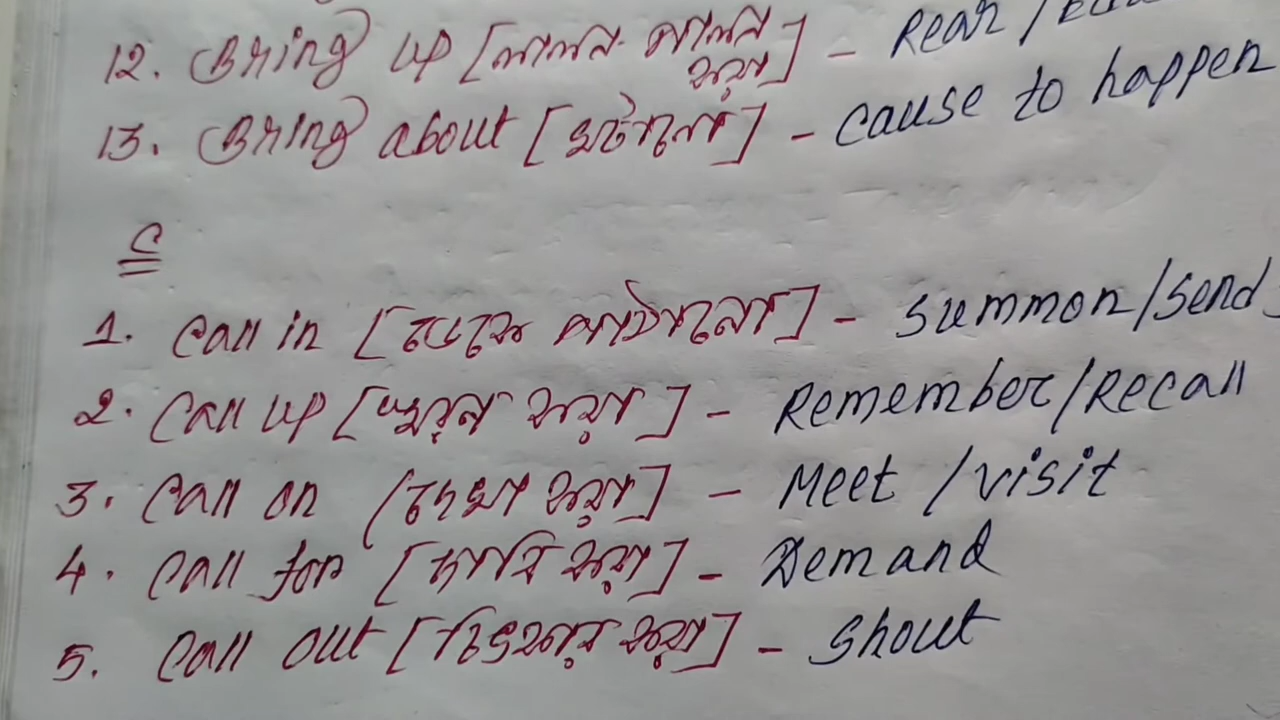 12. Bring up [লালন পালন করা] - Rear /
13. Bring about [ঘটানো] - Cause to happen
C
1. Call in [ডেকে পাঠানো] - Summon/Send
2. Call up [স্মরণ করা] - Remember/Recall
3. Call on [দেখা করা] - Meet /visit
4. Call for [দাবি করা] - Demand
5. Call out [চিৎকার করা] - Shout